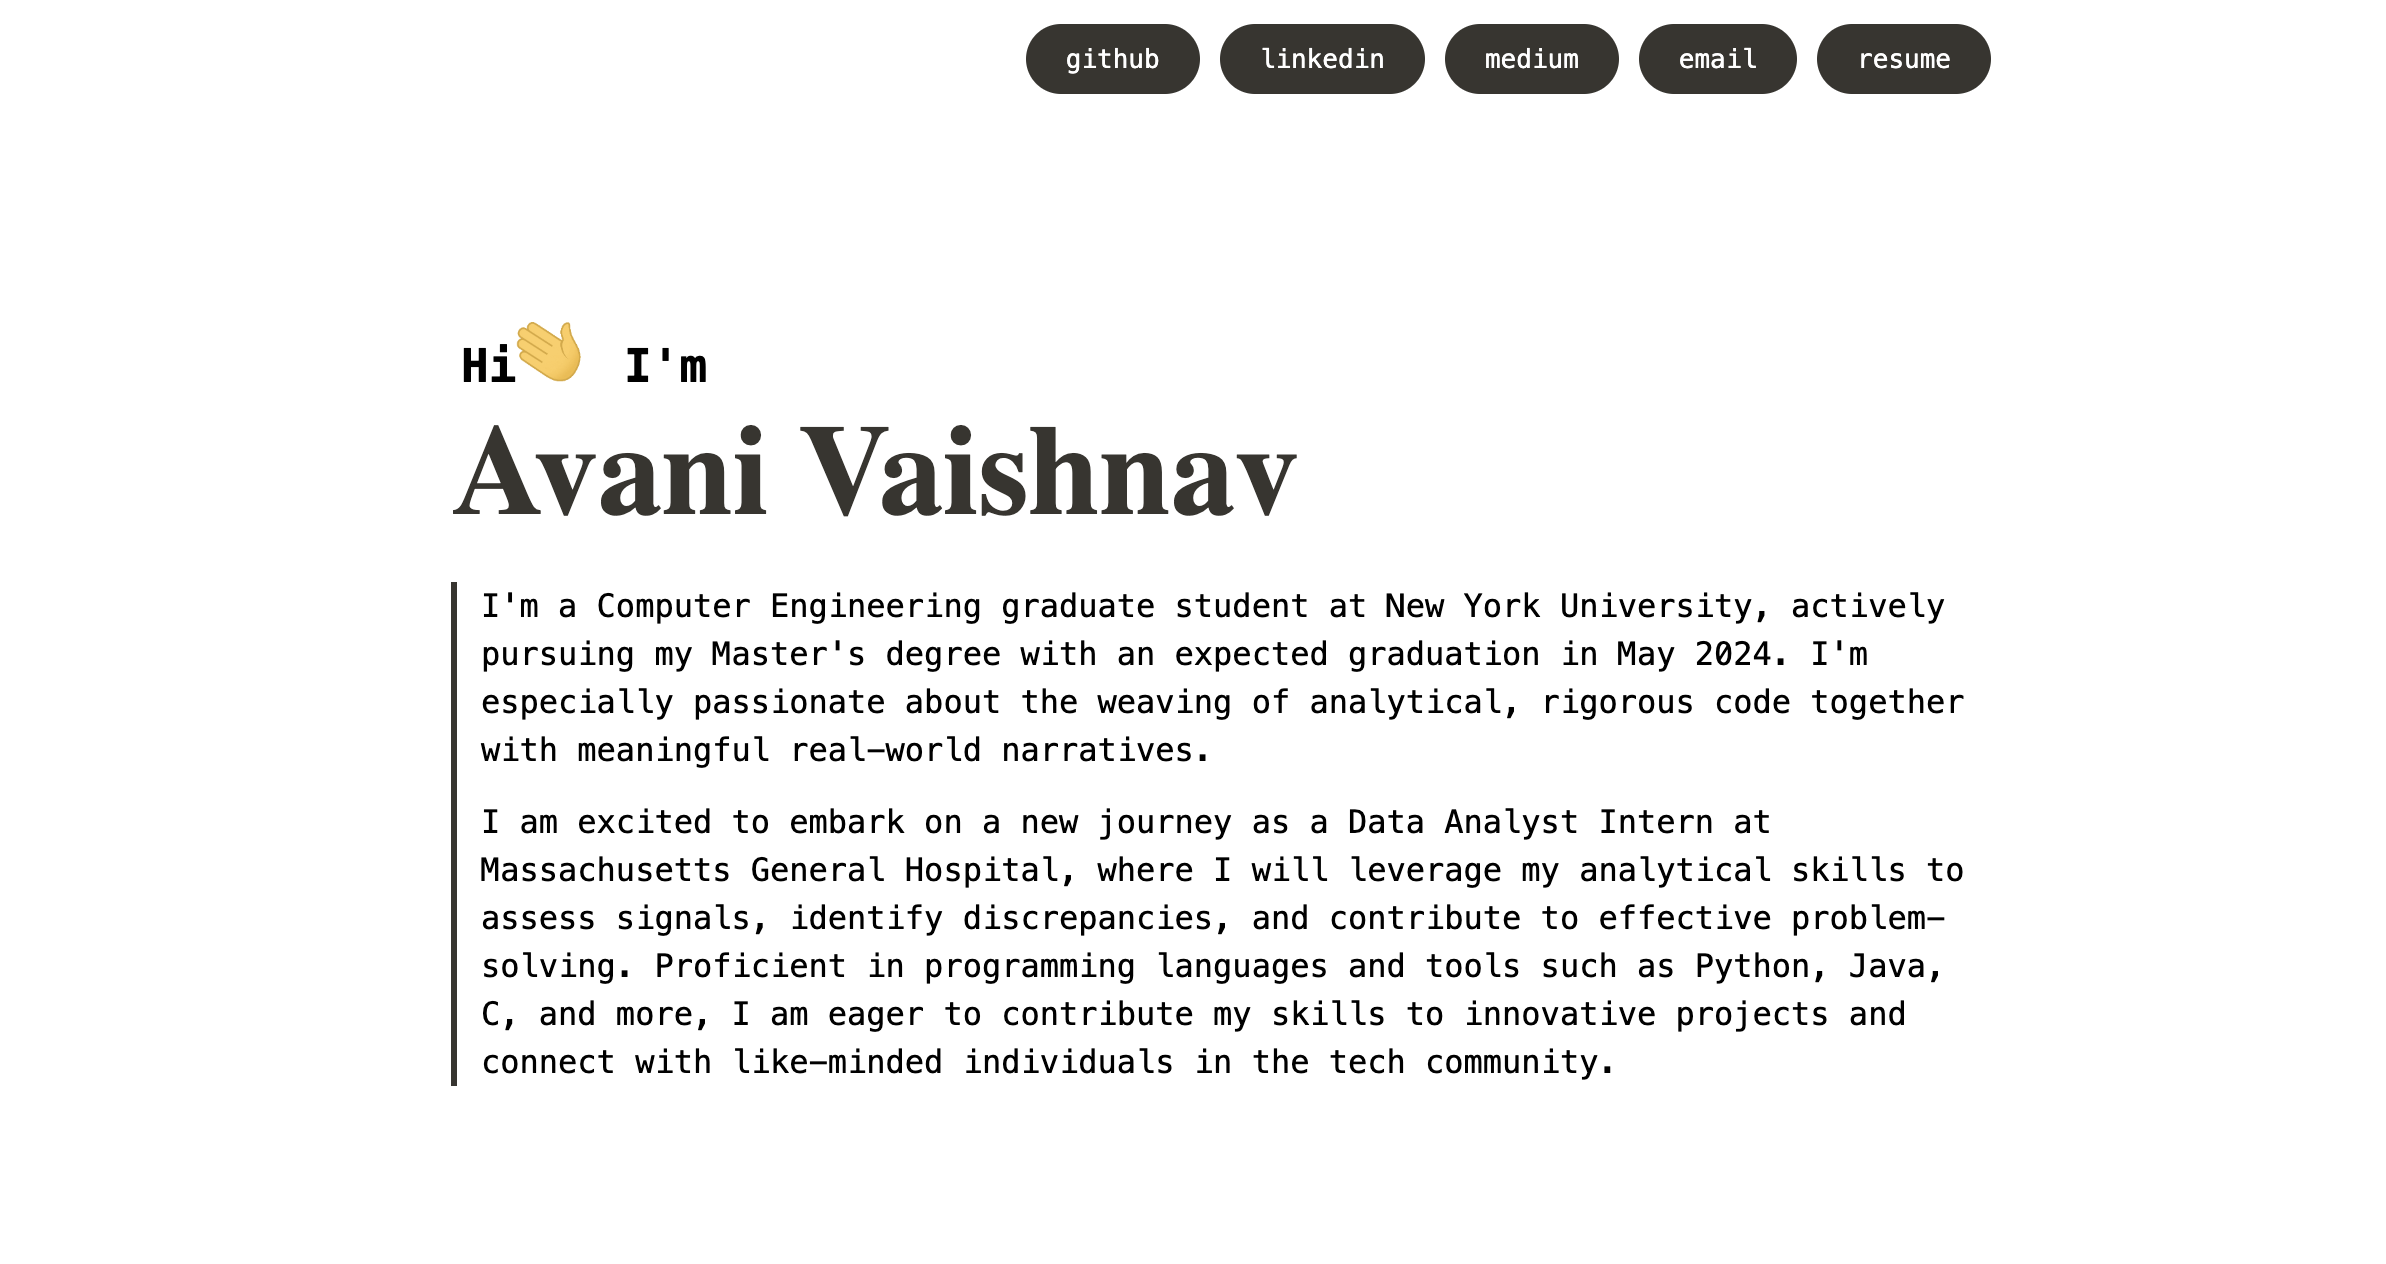 github linkedin medium email resume
Hi👋 I'm
Avani Vaishnav
I'm a Computer Engineering graduate student at New York University, actively
pursuing my Master's degree with an expected graduation in May 2024. I'm
especially passionate about the weaving of analytical, rigorous code together
with meaningful real-world narratives.
I am excited to embark on a new journey as a Data Analyst Intern at
Massachusetts General Hospital, where I will leverage my analytical skills to
assess signals, identify discrepancies, and contribute to effective problem-
solving. Proficient in programming languages and tools such as Python, Java,
C, and more, I am eager to contribute my skills to innovative projects and
connect with like-minded individuals in the tech community.